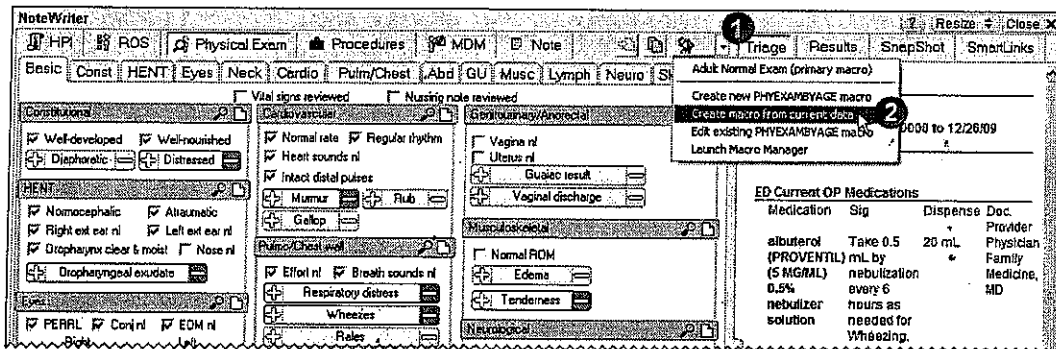 NoteWriter ? Resize Close X
HPI ROS Physical Exam Procedures MDM Note Triage Results SnapShot SmartLinks
1
Basic Const HENT Eyes Neck Cardio Pulm/Chest Abd GU Musc Lymph Neuro
Adult Normal Exam (primary macro)
Create new PHYEXAMBYAGE macro
Create macro from current data
2
Edit existing PHYEXAMBYAGE macro
Launch Macro Manager
Vital signs reviewed Nursing note reviewed
to 12/26/09
Constitutional
Well-developed Well-nourished
Diaphoretic Distressed
HENT
Normocephalic Atraumatic
Right ext ear nl Left ext ear nl
Oropharynx clear & moist Nose nl
Oropharyngeal exudate
Eyes
PERRL Conj nl EOM nl
Right Left
Cardiovascular
Normal rate Regular rhythm
Heart sounds nl
Intact distal pulses
Murmur Rub
Gallop
Pulmo/Chest wall
Effort nl Breath sounds nl
Respiratory distress
Wheezes
Rales
Genitourinary/Anorectal
Vagina nl
Uterus nl
Guaiac result
Vaginal discharge
Musculoskeletal
Normal ROM
Edema
Tenderness
Neurological
ED Current OP Medications
Medication Sig Dispense Doc.
Provider
albuterol Take 0.5 20 mL Physician
(PROVENTIL) mL by Family
(5 MG/ML) nebulization Medicine,
0.5% every 6 MD
nebulizer hours as
solution needed for
Wheezing,